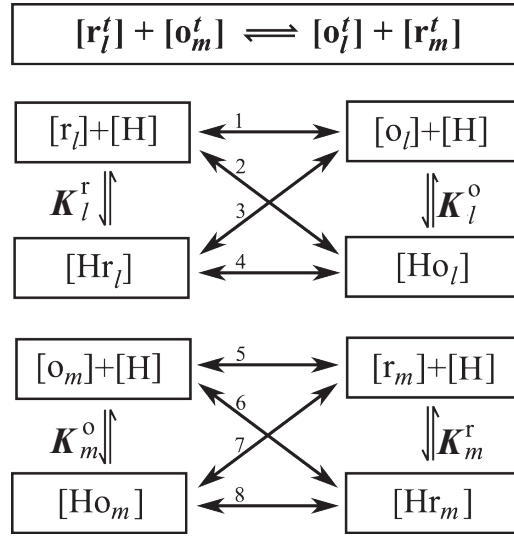 [r_l^t] + [o_m^t] ⇌ [o_l^t] + [r_m^t]
[r_l]+[H] 1 [o_l]+[H]
2
K_l^r ⇌ ⇌ K_l^o
3
[Hr_l] 4 [Ho_l]
[o_m]+[H] 5 [r_m]+[H]
6
K_m^o ⇌ ⇌ K_m^r
7
[Ho_m] 8 [Hr_m]